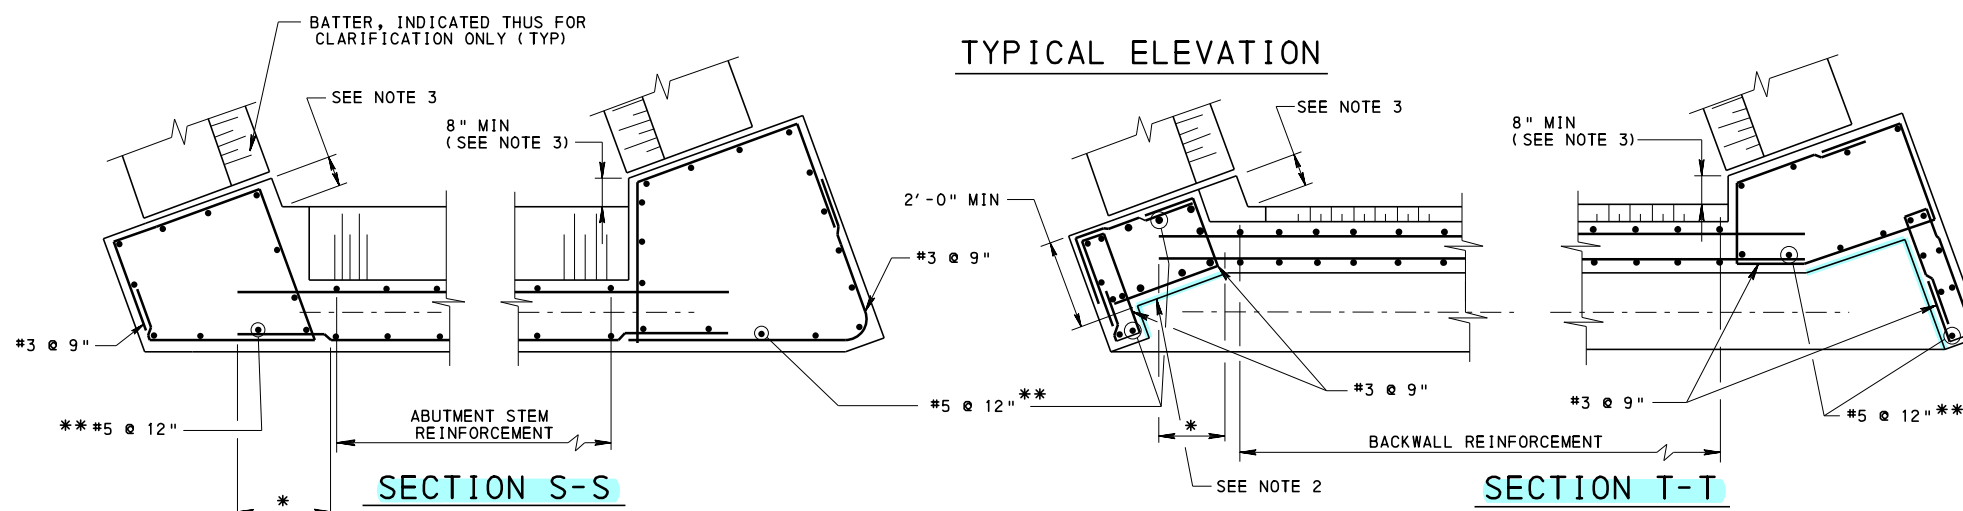 BATTER, INDICATED THUS FOR
CLARIFICATION ONLY (TYP)
TYPICAL ELEVATION
SEE NOTE 3
8" MIN
(SEE NOTE 3)
SEE NOTE 3
8" MIN
(SEE NOTE 3)
2'-0" MIN
#3 @ 9"
#3 @ 9"
#3 @ 9"
#3 @ 9"
** #5 @ 12"
ABUTMENT STEM
REINFORCEMENT
#5 @ 12" **
#5 @ 12" **
*
BACKWALL REINFORCEMENT
SECTION S-S
SEE NOTE 2
SECTION T-T
*